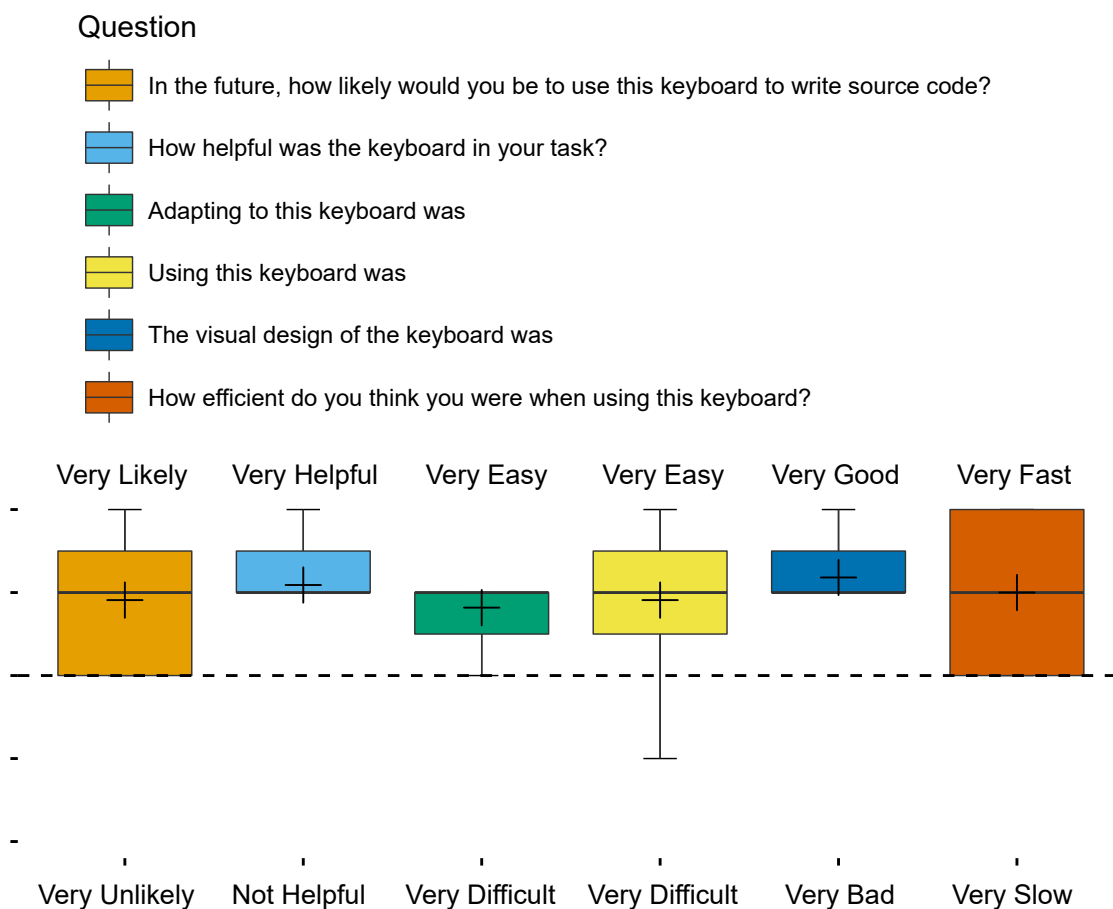 Question
In the future, how likely would you be to use this keyboard to write source code?
How helpful was the keyboard in your task?
Adapting to this keyboard was
Using this keyboard was
The visual design of the keyboard was
How efficient do you think you were when using this keyboard?
Very Likely Very Helpful Very Easy Very Easy Very Good Very Fast
Very Unlikely Not Helpful Very Difficult Very Difficult Very Bad Very Slow